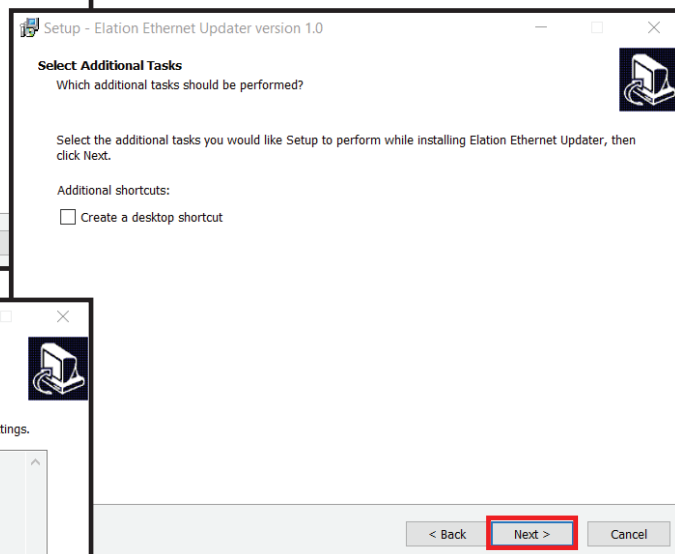 Setup - Elation Ethernet Updater version 1.0
Select Additional Tasks
Which additional tasks should be performed?
Select the additional tasks you would like Setup to perform while installing Elation Ethernet Updater, then
click Next.
Additional shortcuts:
Create a desktop shortcut
< Back
Next >
Cancel